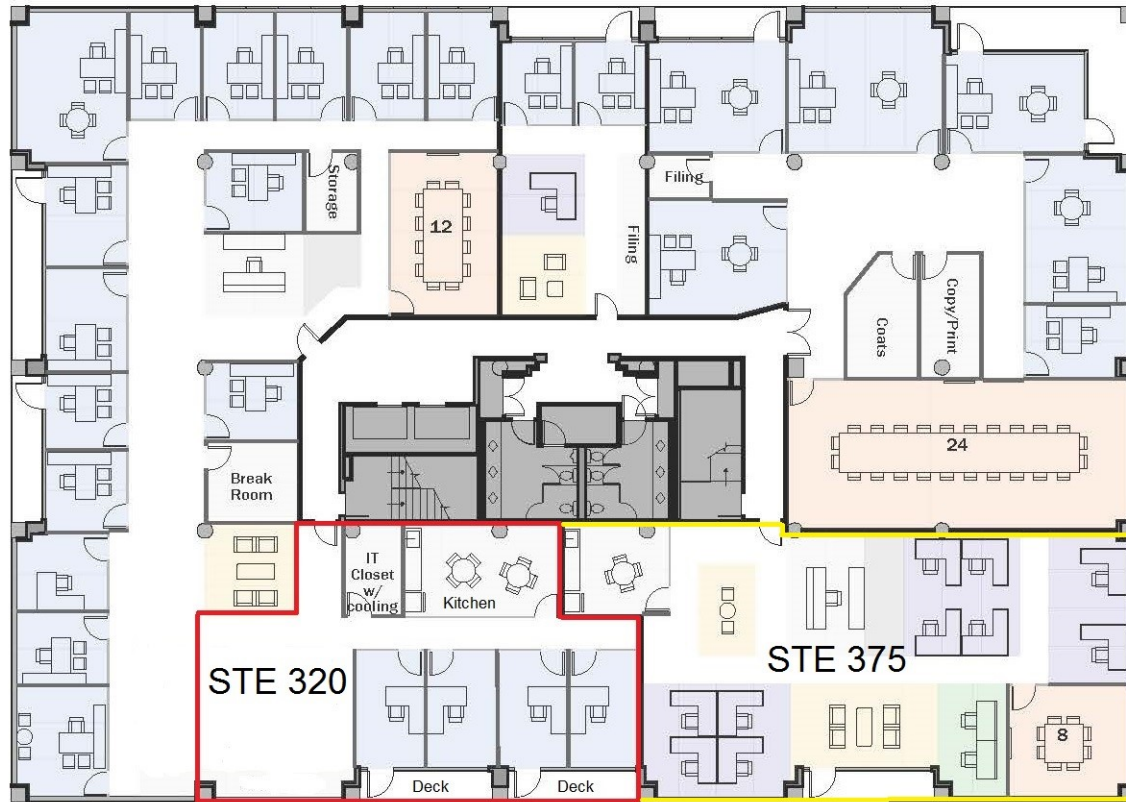 Storage
12
Filing
Filing
Coats
Copy/Print
24
Break
Room
IT
Closet
w/
cooling
Kitchen
STE 320
STE 375
8
Deck
Deck